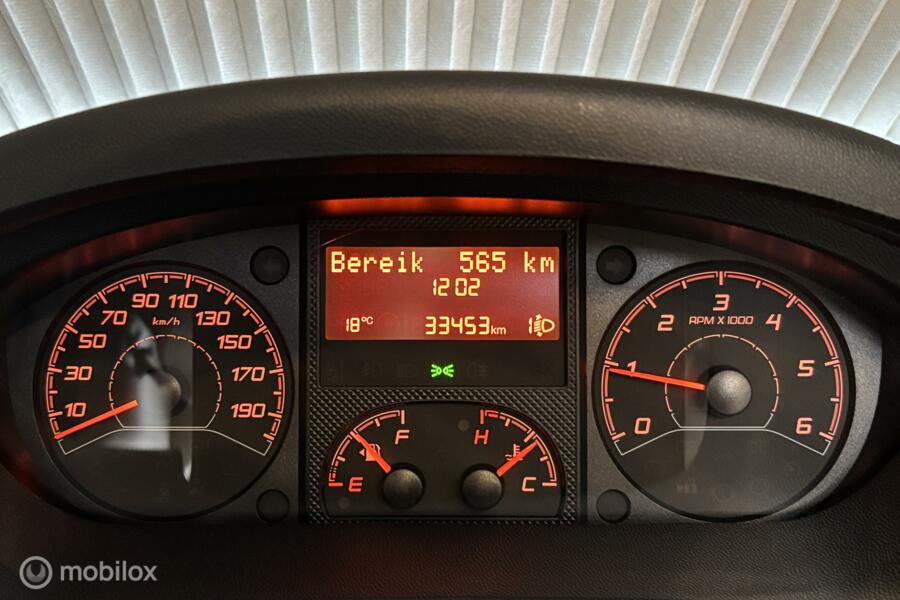 Bereik 565 km
12 02
18°C 33453 km 1
10 30 50 70 90 110 130 150 170 190
km/h
0 1 2 3 4 5 6
RPM X 1000
F H
E C
mobilox